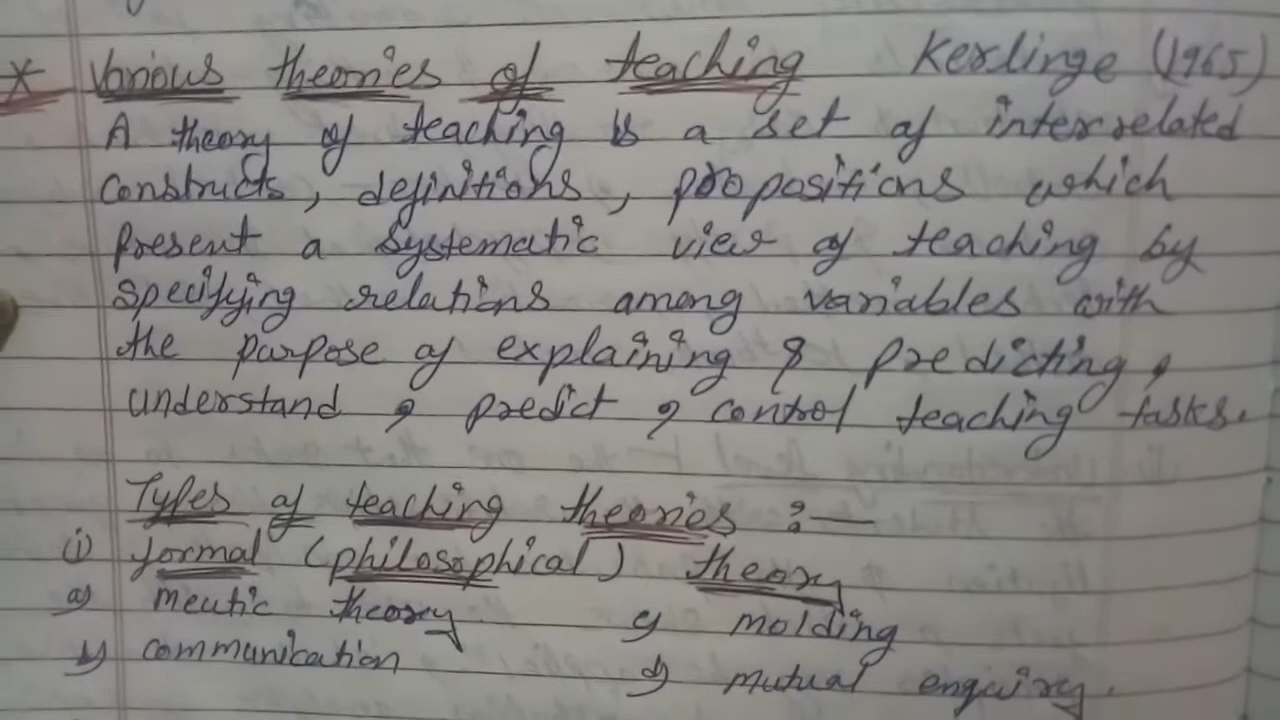 * Various theories of teaching Kerlinge (1965)
A theory of teaching is a set of interrelated
constructs, definitions, propositions which
present a systematic view of teaching by
specifying relations among variables with
the purpose of explaining & predicting,
understand, predict, control teaching tasks.
Types of teaching theories :—
(i) formal (philosophical) theory
a) meutic theory c) molding
b) communication d) mutual enquiry.